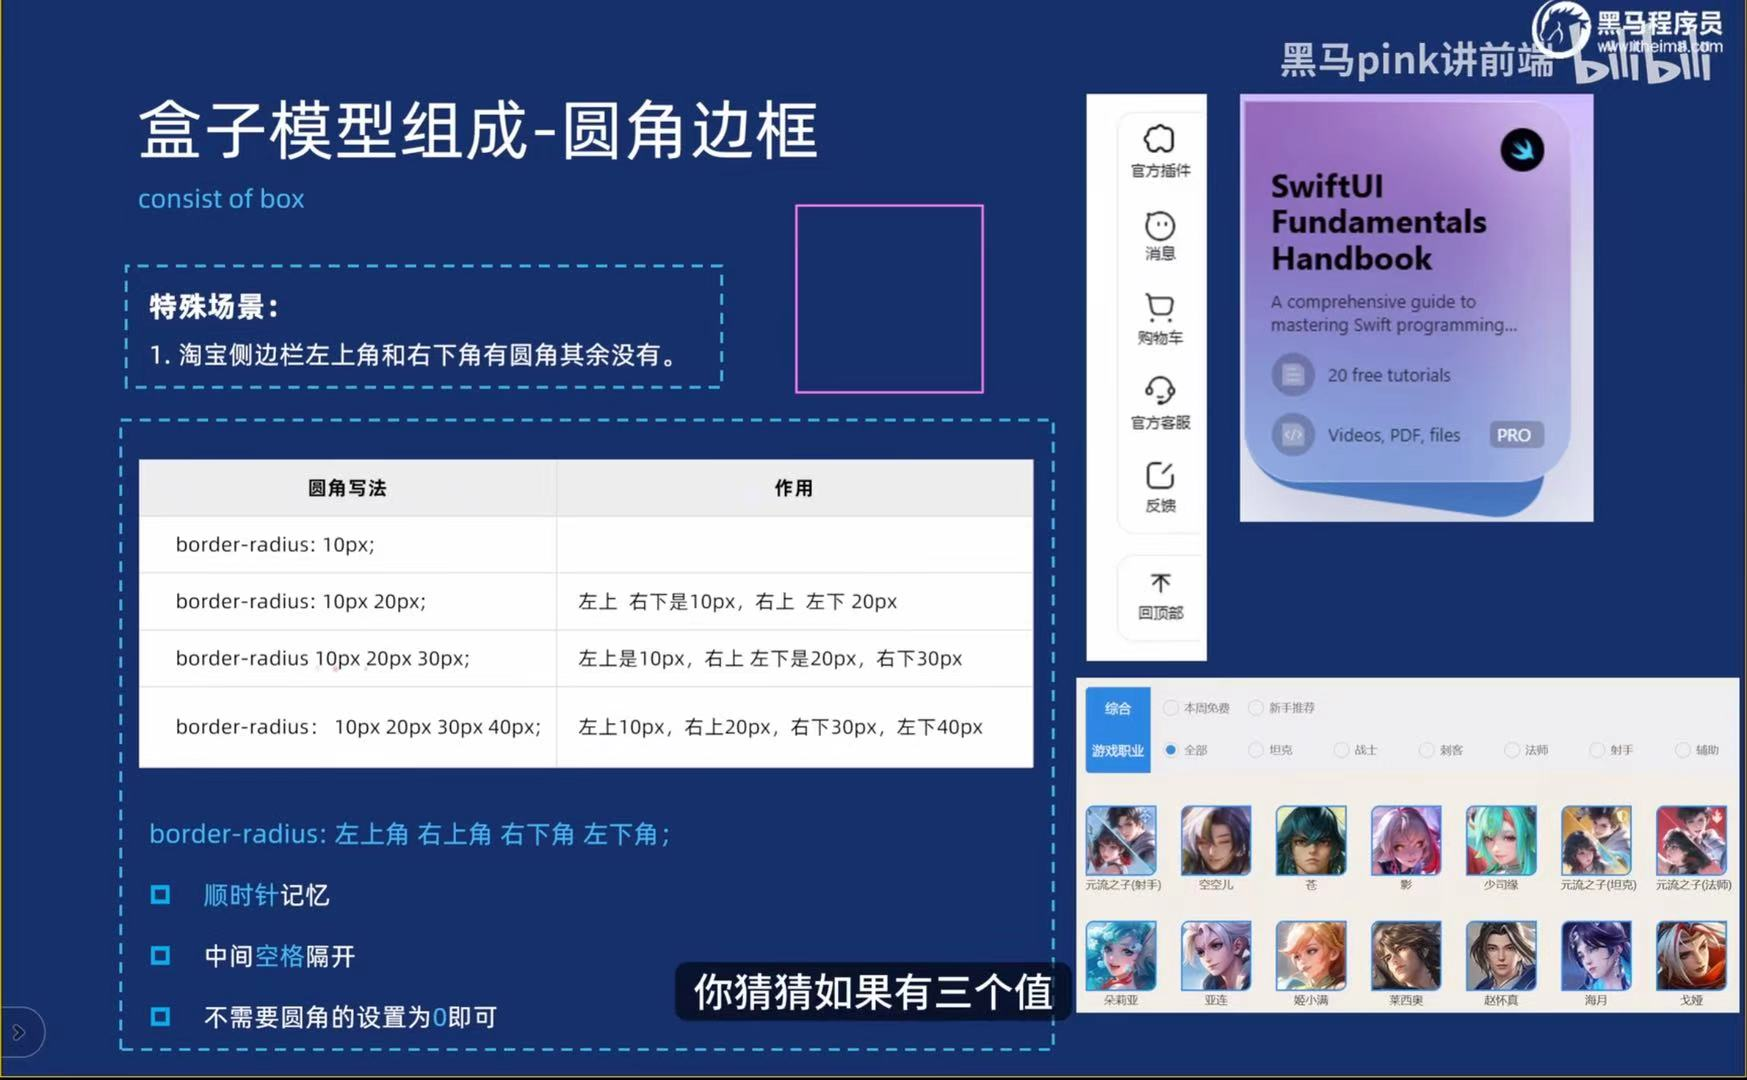 黑马程序员
www.itheima.com
黑马pink讲前端
bilibili
盒子模型组成-圆角边框
consist of box
特殊场景：
1. 淘宝侧边栏左上角和右下角有圆角其余没有。
圆角写法 作用
border-radius: 10px;
border-radius: 10px 20px; 左上 右下是10px，右上 左下 20px
border-radius 10px 20px 30px; 左上是10px，右上 左下是20px，右下30px
border-radius： 10px 20px 30px 40px; 左上10px，右上20px，右下30px，左下40px
border-radius: 左上角 右上角 右下角 左下角；
顺时针记忆
中间空格隔开
不需要圆角的设置为0即可
官方插件
消息
购物车
官方客服
反馈
回顶部
SwiftUI
Fundamentals
Handbook
A comprehensive guide to
mastering Swift programming...
20 free tutorials
Videos, PDF, files PRO
综合 本周免费 新手推荐
游戏职业 全部 坦克 战士 刺客 法师 射手 辅助
元流之子(射手) 空空儿 苍 影 少司缘 元流之子(坦克) 元流之子(法师)
朵莉亚 亚连 姬小满 莱西奥 赵怀真 海月 戈娅
你猜猜如果有三个值